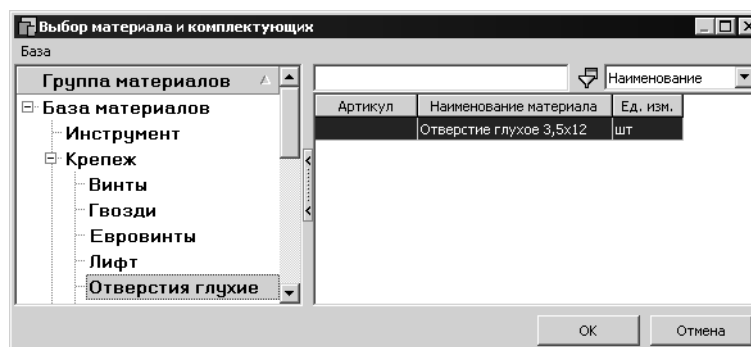 Выбор материала и комплектующих
База
Группа материалов
База материалов
Инструмент
Крепеж
Винты
Гвозди
Евровинты
Лифт
Отверстия глухие
Наименование
Артикул Наименование материала Ед. изм.
Отверстие глухое 3,5x12 шт
ОК Отмена